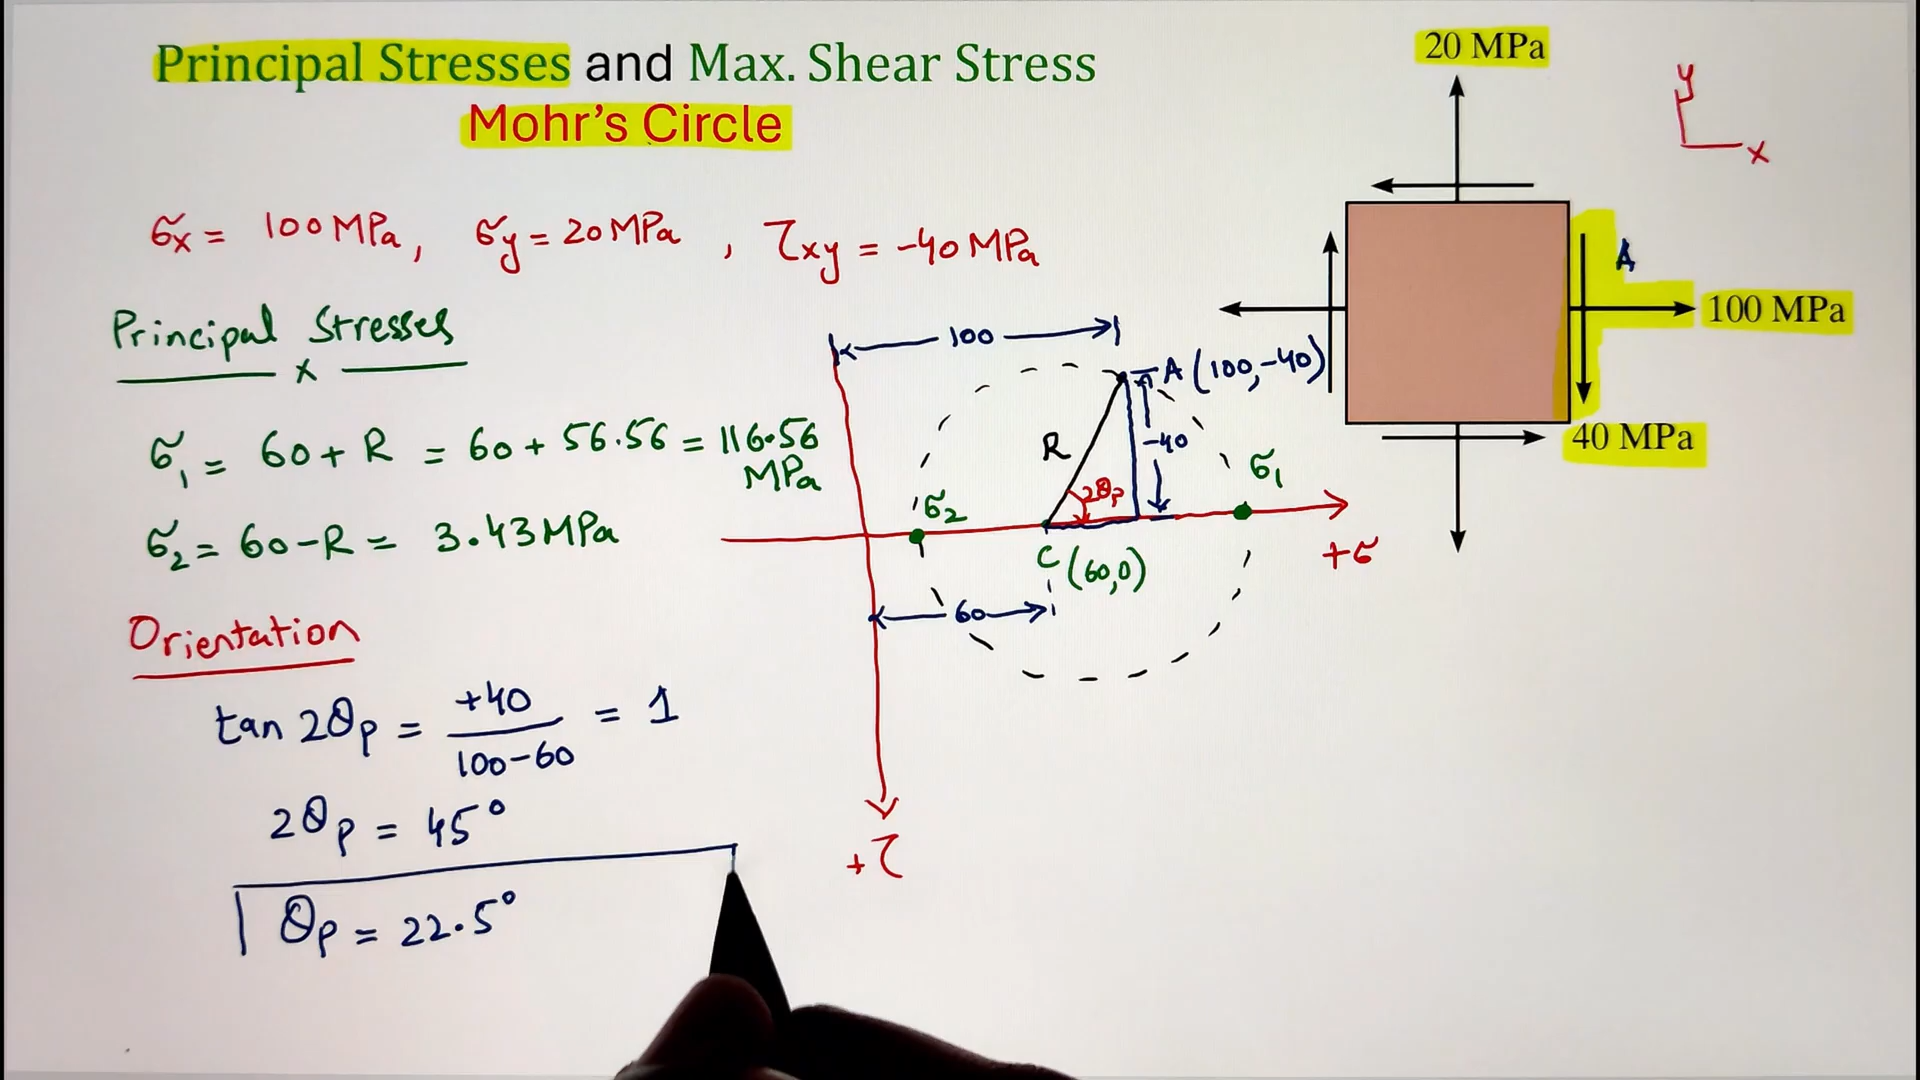 Principal Stresses and Max. Shear Stress
Mohr's Circle
σx = 100 MPa, σy = 20 MPa, τxy = -40 MPa
Principal Stresses
x
σ1 = 60 + R = 60 + 56.56 = 116.56
MPa
σ2 = 60 - R = 3.43 MPa
Orientation
tan 2θp = +40 / 100-60 = 1
2θp = 45°
θp = 22.5°
100
A (100, -40)
R
-40
2θp
σ1
σ2
C (60,0)
60
+σ
+τ
20 MPa
y
x
A
100 MPa
40 MPa